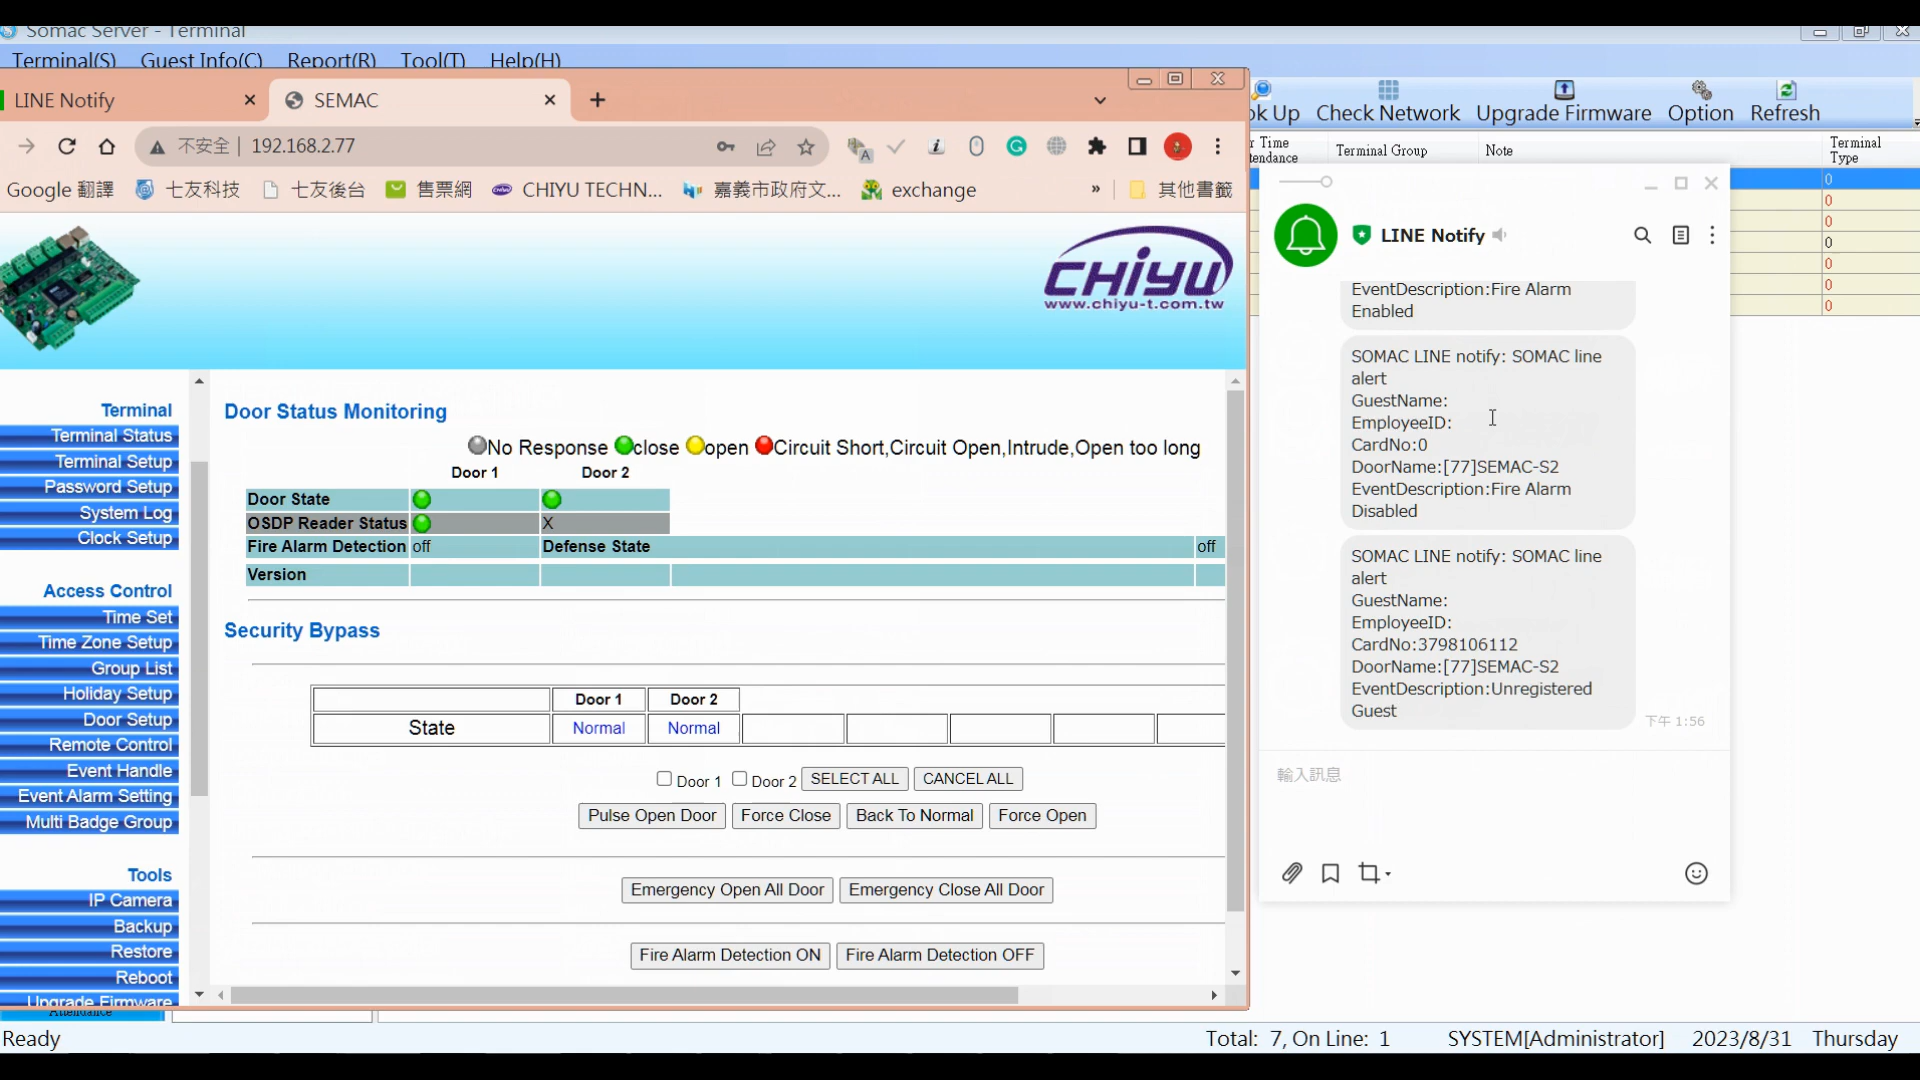 Somac Server - Terminal
Terminal(S) Guest Info(C) Report(R) Tool(T) Help(H)
LINE Notify
SEMAC
ok Up Check Network Upgrade Firmware Option Refresh
不安全 192.168.2.77
Time
endance Terminal Group Note Terminal
Type
Google 翻譯 七友科技 七友後台 售票網 CHIYU TECHN... 嘉義市政府文... exchange » 其他書籤
0
0
0
0
0
0
0
CHIYU
www.chiyu-t.com.tw
Terminal
Terminal Status
Terminal Setup
Password Setup
System Log
Clock Setup
Access Control
Time Set
Time Zone Setup
Group List
Holiday Setup
Door Setup
Remote Control
Event Handle
Event Alarm Setting
Multi Badge Group
Tools
IP Camera
Backup
Restore
Reboot
Upgrade Firmware
Attendance
Door Status Monitoring
No Response close open Circuit Short,Circuit Open,Intrude,Open too long
Door 1 Door 2
Door State
OSDP Reader Status X
Fire Alarm Detection off Defense State off
Version
Security Bypass
Door 1 Door 2
State Normal Normal
Door 1 Door 2 SELECT ALL CANCEL ALL
Pulse Open Door Force Close Back To Normal Force Open
Emergency Open All Door Emergency Close All Door
Fire Alarm Detection ON Fire Alarm Detection OFF
LINE Notify
EventDescription:Fire Alarm
Enabled
SOMAC LINE notify: SOMAC line
alert
GuestName:
EmployeeID:
CardNo:0
DoorName:[77]SEMAC-S2
EventDescription:Fire Alarm
Disabled
SOMAC LINE notify: SOMAC line
alert
GuestName:
EmployeeID:
CardNo:3798106112
DoorName:[77]SEMAC-S2
EventDescription:Unregistered
Guest
下午 1:56
輸入訊息
Ready Total: 7, On Line: 1 SYSTEM[Administrator] 2023/8/31 Thursday